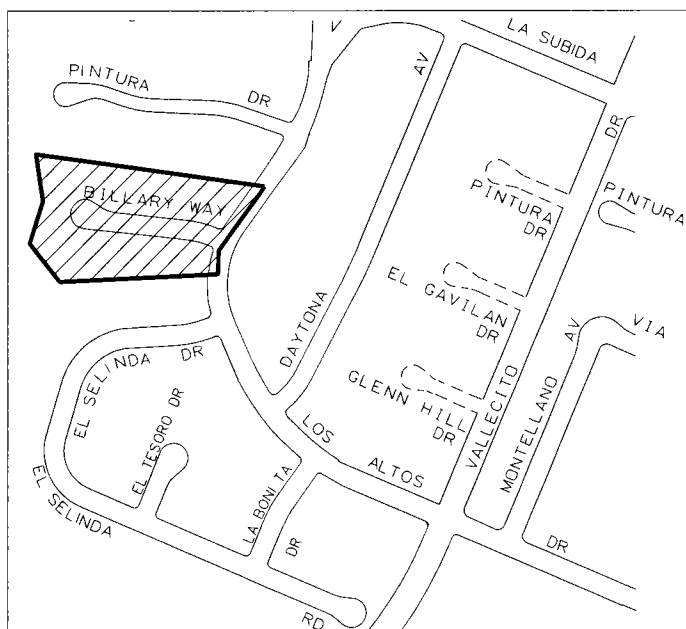 LA SUBIDA
DR
V
AV
PINTURA DR
PINTURA DR
PINTURA
BILLARY WAY
EL GAVILAN DR
VIA
AV
DAYTONA
GLENN HILL DR
VALLECITO
MONTELLANO
EL SELINDA DR
EL TESORO DR
LOS ALTOS
DR
EL SELINDA RD
LA BONITA DR